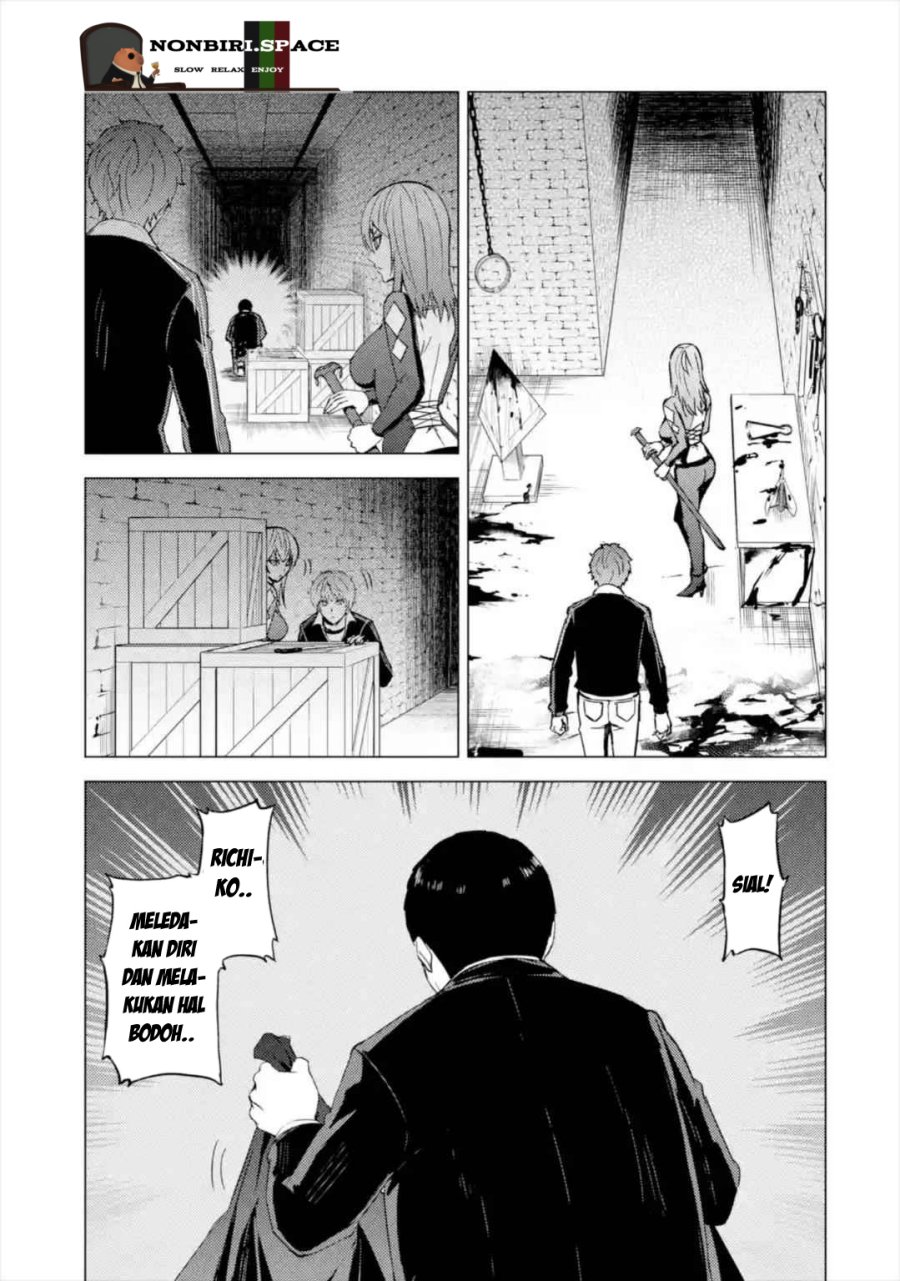 NONBIRI.SPACE
SLOW RELAX ENJOY
SIAL!
RICHI-
KO..
MELEDA-
KAN DIRI
DAN MELA-
KUKAN HAL
BODOH..